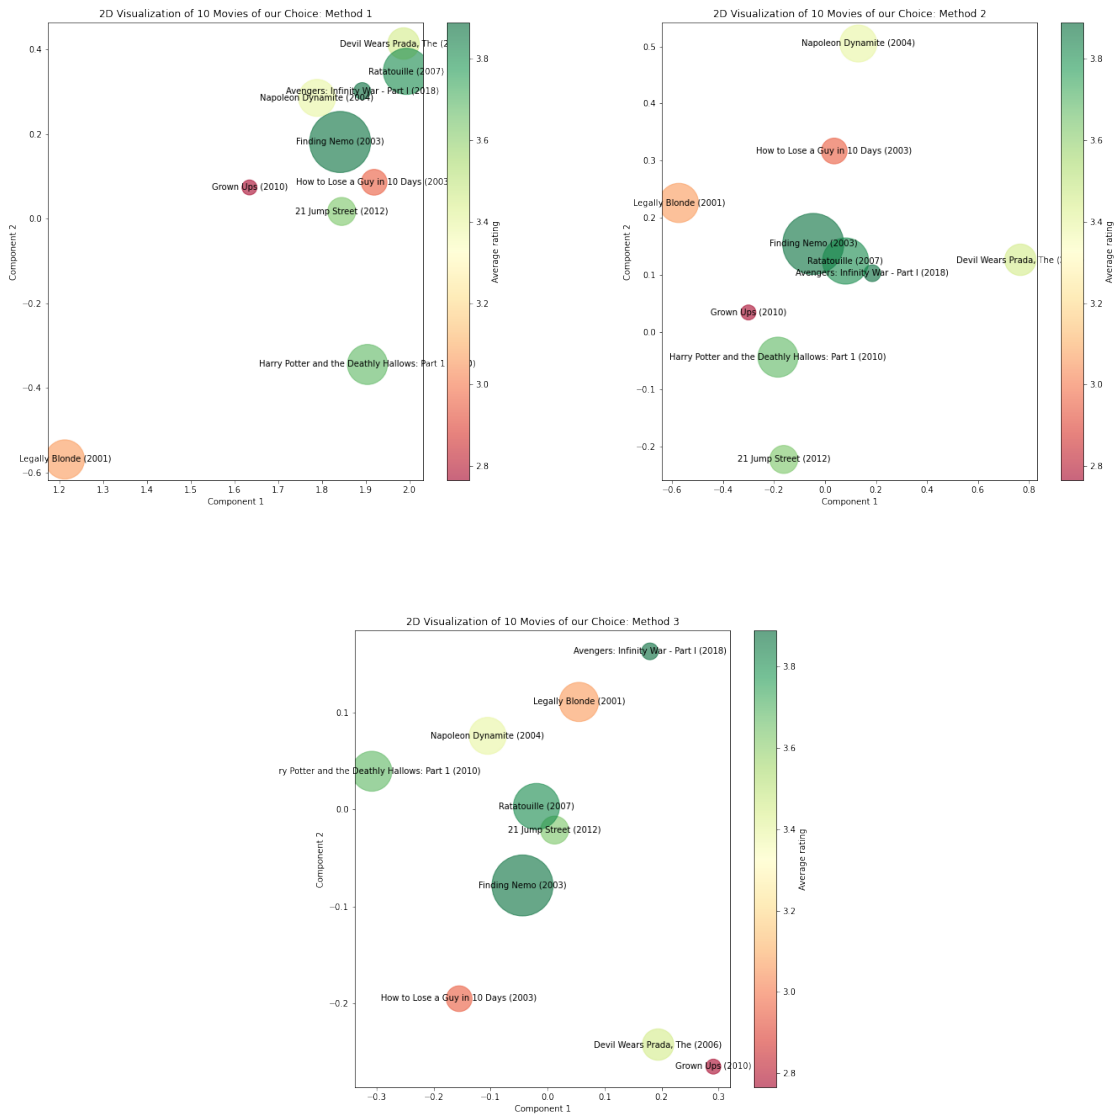 2D Visualization of 10 Movies of our Choice: Method 1
0.4
0.2
0.0
−0.2
−0.4
−0.6
Component 2
Devil Wears Prada, The (2
Ratatouille (2007)
Avengers: Infinity War - Part I (2018)
Napoleon Dynamite (2004)
Finding Nemo (2003)
How to Lose a Guy in 10 Days (2003
Grown Ups (2010)
21 Jump Street (2012)
Harry Potter and the Deathly Hallows: Part 1 (2010)
Legally Blonde (2001)
1.2 1.3 1.4 1.5 1.6 1.7 1.8 1.9 2.0
Component 1
3.8
3.6
3.4
3.2
3.0
2.8
Average rating
2D Visualization of 10 Movies of our Choice: Method 2
0.5
0.4
0.3
0.2
0.1
0.0
−0.1
−0.2
Component 2
Napoleon Dynamite (2004)
How to Lose a Guy in 10 Days (2003)
Legally Blonde (2001)
Finding Nemo (2003)
Ratatouille (2007)
Devil Wears Prada, The (
Avengers: Infinity War - Part I (2018)
Grown Ups (2010)
Harry Potter and the Deathly Hallows: Part 1 (2010)
21 Jump Street (2012)
−0.6 −0.4 −0.2 0.0 0.2 0.4 0.6 0.8
Component 1
3.8
3.6
3.4
3.2
3.0
2.8
Average rating
2D Visualization of 10 Movies of our Choice: Method 3
0.1
0.0
−0.1
−0.2
Component 2
Avengers: Infinity War - Part I (2018)
Legally Blonde (2001)
Napoleon Dynamite (2004)
ry Potter and the Deathly Hallows: Part 1 (2010)
Ratatouille (2007)
21 Jump Street (2012)
Finding Nemo (2003)
How to Lose a Guy in 10 Days (2003)
Devil Wears Prada, The (2006)
Grown Ups (2010)
−0.3 −0.2 −0.1 0.0 0.1 0.2 0.3
Component 1
3.8
3.6
3.4
3.2
3.0
2.8
Average rating